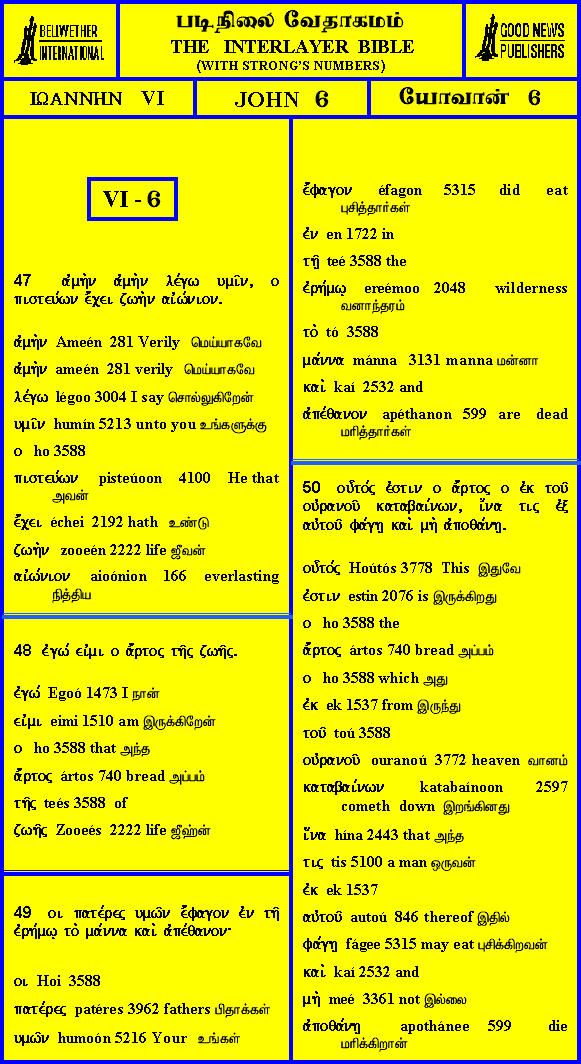 BELLWETHER
INTERNATIONAL
படிநிலை வேதாகமம்
THE INTERLAYER BIBLE
(WITH STRONG'S NUMBERS)
GOOD NEWS
PUBLISHERS
ΙΩΑΝΝΗΝ VI
JOHN 6
யோவான் 6
VI - 6
47 ἀμὴν ἀμὴν λέγω υμῖν, ο
πιστεύων ἔχει ζωὴν αἰώνιον.
ἀμὴν Ameén 281 Verily மெய்யாகவே
ἀμὴν ameén 281 verily மெய்யாகவே
λέγω légoo 3004 I say சொல்லுகிறேன்
υμῖν humín 5213 unto you உங்களுக்கு
ο ho 3588
πιστεύων pisteúoon 4100 He that
அவன்
ἔχει échei 2192 hath உண்டு
ζωὴν zooeén 2222 life ஜீவன்
αἰώνιον aioónion 166 everlasting
நித்திய
48 ἐγώ εἰμι ο ἄρτος τῆς ζωῆς.
ἐγώ Egoó 1473 I நான்
εἰμι eimi 1510 am இருக்கிறேன்
ο ho 3588 that அந்த
ἄρτος ártos 740 bread அப்பம்
τῆς teés 3588 of
ζωῆς Zooeés 2222 life ஜீஹ்ன்
49 οι πατέρες υμῶν ἔφαγον ἐν τῇ
ἐρήμῳ τὸ μάννα καὶ ἀπέθανον·
οι Hoi 3588
πατέρες patéres 3962 fathers பிதாக்கள்
υμῶν humoón 5216 Your உங்கள்
ἔφαγον éfagon 5315 did eat
புசித்தார்கள்
ἐν en 1722 in
τῇ teé 3588 the
ἐρήμῳ ereémoo 2048 wilderness
வனாந்தரம்
τὸ tó 3588
μάννα mánna 3131 manna மன்னா
καὶ kaí 2532 and
ἀπέθανον apéthanon 599 are dead
மரித்தார்கள்
50 οὗτός ἐστιν ο ἄρτος ο ἐκ τοῦ
οὐρανοῦ καταβαίνων, ἵνα τις ἐξ
αὐτοῦ φάγῃ καὶ μὴ ἀποθάνῃ.
οὗτός Hoútós 3778 This இதுவே
ἐστιν estin 2076 is இருக்கிறது
ο ho 3588 the
ἄρτος ártos 740 bread அப்பம்
ο ho 3588 which அது
ἐκ ek 1537 from இருந்து
τοῦ toú 3588
οὐρανοῦ ouranoú 3772 heaven வானம்
καταβαίνων katabaínoon 2597
cometh down இறங்கினது
ἵνα hína 2443 that அந்த
τις tis 5100 a man ஒருவன்
ἐκ ek 1537
αὐτοῦ autoú 846 thereof இதில்
φάγῃ fágee 5315 may eat புசிக்கிறவன்
καὶ kaí 2532 and
μὴ meé 3361 not இல்லை
ἀποθάνῃ apothánee 599 die
மரிக்கிறான்